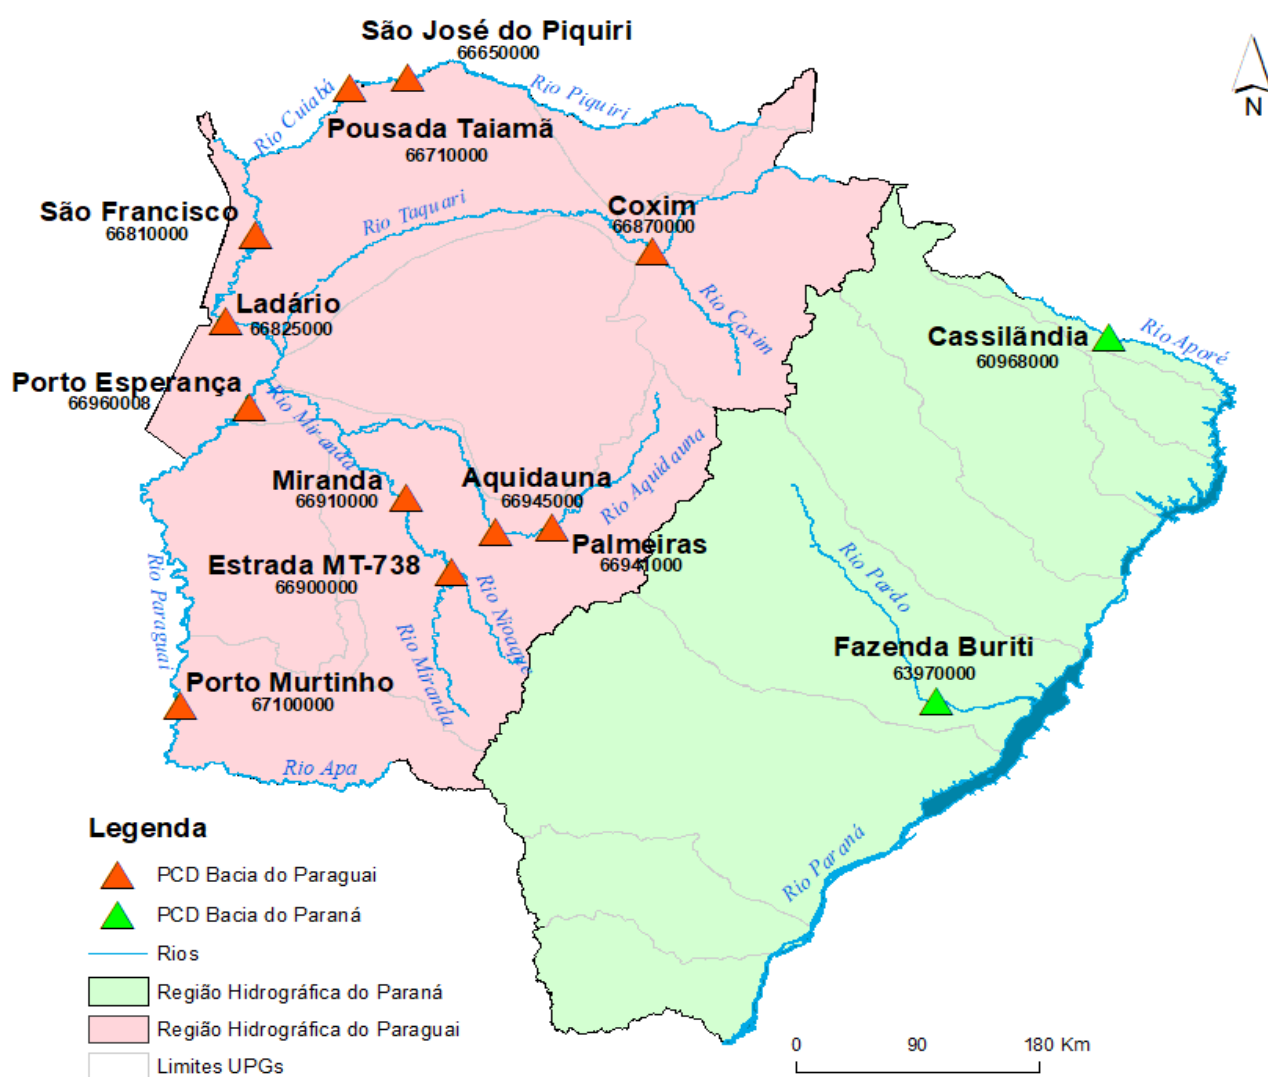 São José do Piquiri
66650000
Rio Piquiri
Rio Cuiabá
Pousada Taiamã
66710000
N
São Francisco
66810000
Rio Taquari
Coxim
66870000
Ladário
66825000
Rio Coxim
Cassilândia
60968000
Rio Aporé
Porto Esperança
66960008
Rio Miranda
Miranda
66910000
Aquidauna
66945000
Rio Aquidauna
Palmeiras
66941000
Estrada MT-738
66900000
Rio Nioaque
Rio Pardo
Rio Paraguai
Rio Miranda
Fazenda Buriti
63970000
Porto Murtinho
67100000
Rio Apa
Rio Paraná
Legenda
PCD Bacia do Paraguai
PCD Bacia do Paraná
Rios
Região Hidrográfica do Paraná
Região Hidrográfica do Paraguai
Limites UPGs
0 90 180 Km